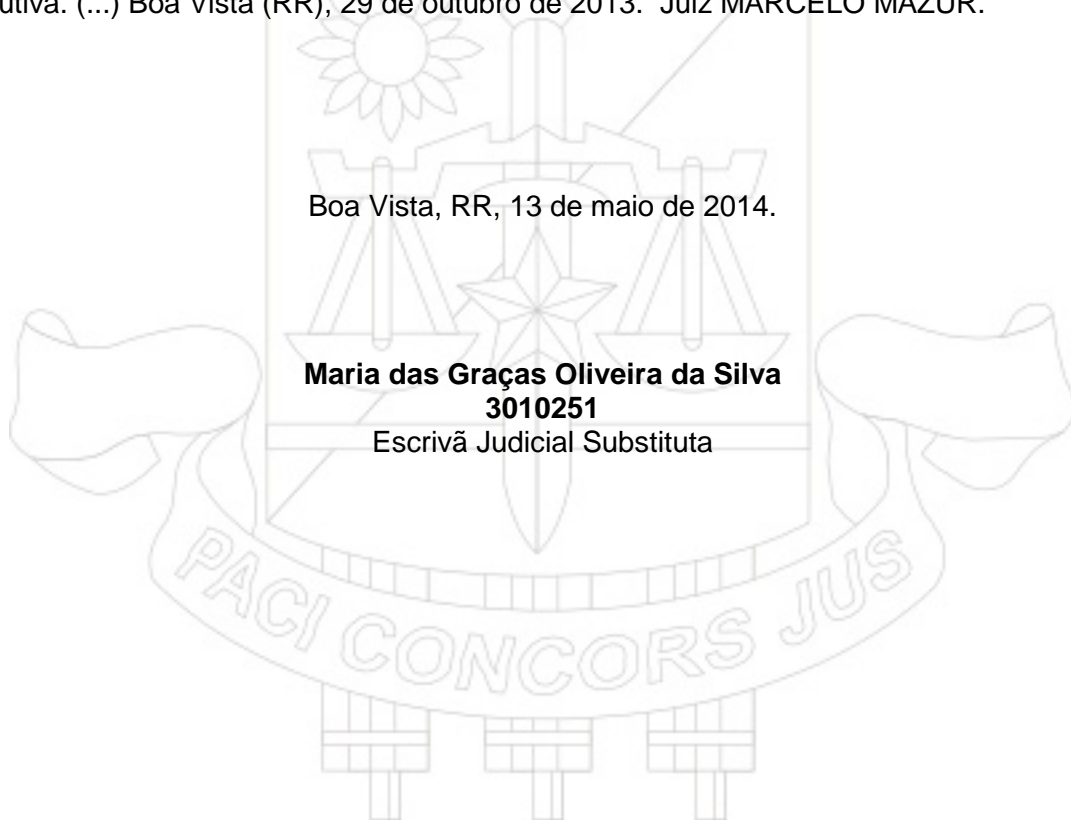 utiva. (...) Boa Vista (RR), 29 de outubro de 2013. Juiz MARCELO MAZUR.
Boa Vista, RR, 13 de maio de 2014.
Maria das Graças Oliveira da Silva
3010251
Escrivã Judicial Substituta
PACI CONCORS JUS